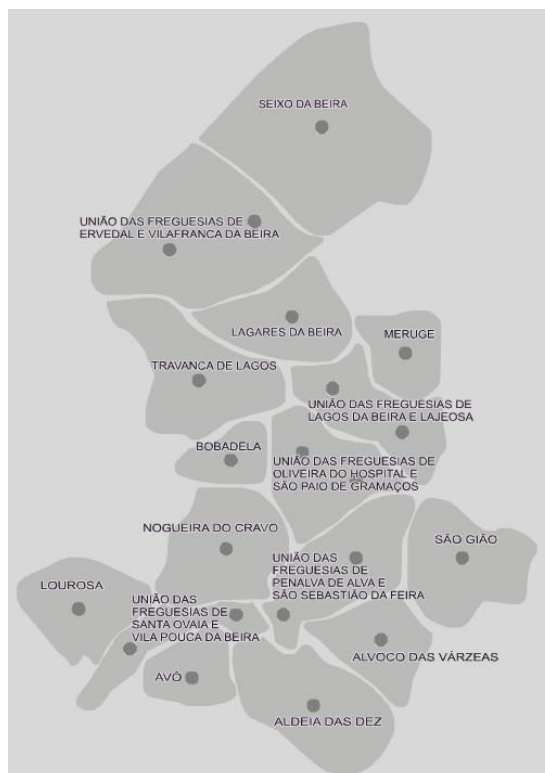 SEIXO DA BEIRA
UNIÃO DAS FREGUESIAS DE
ERVEDAL E VILAFRANCA DA BEIRA
LAGARES DA BEIRA
MERUGE
TRAVANCA DE LAGOS
UNIÃO DAS FREGUESIAS DE
LAGOS DA BEIRA E LAJEOSA
BOBADELA
UNIÃO DAS FREGUESIAS DE
OLIVEIRA DO HOSPITAL E
SÃO PAIO DE GRAMAÇOS
NOGUEIRA DO CRAVO
SÃO GIÃO
UNIÃO DAS
FREGUESIAS DE
PENALVA DE ALVA E
SÃO SEBASTIÃO DA FEIRA
LOUROSA
UNIÃO DAS
FREGUESIAS DE
SANTA OVAIA E
VILA POUCA DA BEIRA
ALVOCO DAS VÁRZEAS
AVÔ
ALDEIA DAS DEZ